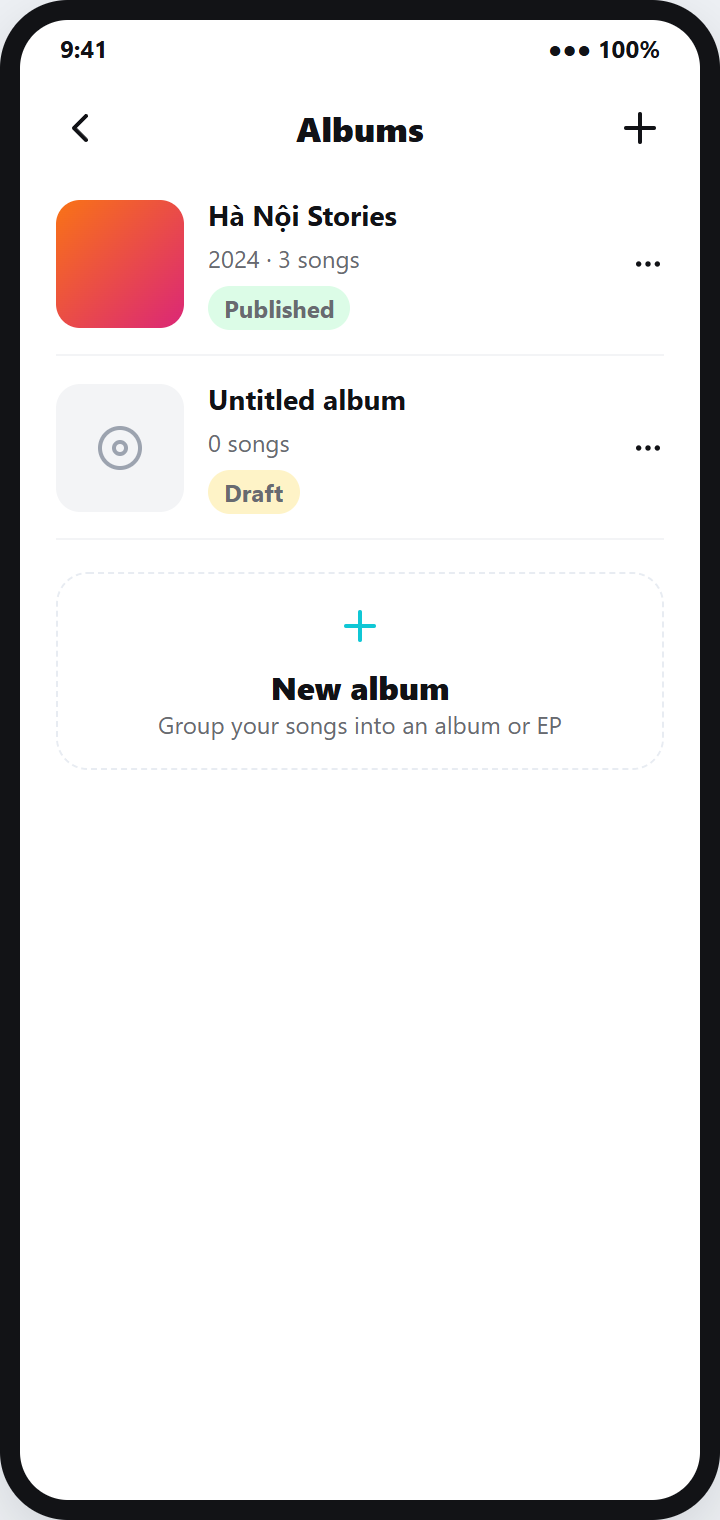 9:41 ●●● 100%
Albums
Hà Nội Stories
2024 · 3 songs
Published
Untitled album
0 songs
Draft
New album
Group your songs into an album or EP